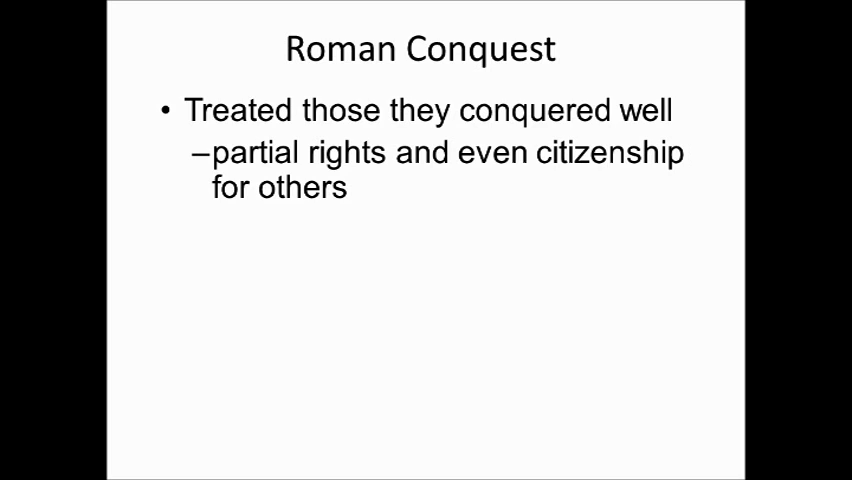 Roman Conquest
• Treated those they conquered well
–partial rights and even citizenship
for others